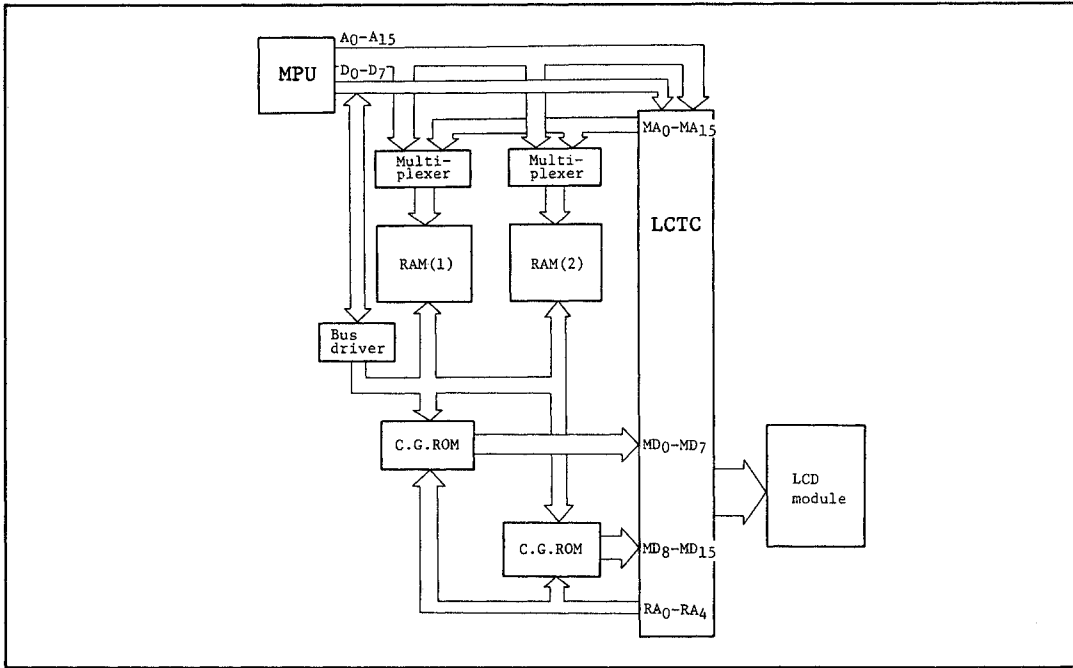 A0-A15
MPU
D0-D7
MA0-MA15
Multi-
plexer
Multi-
plexer
LCTC
RAM(1)
RAM(2)
Bus
driver
C.G.ROM
MD0-MD7
LCD
module
C.G.ROM
MD8-MD15
RA0-RA4